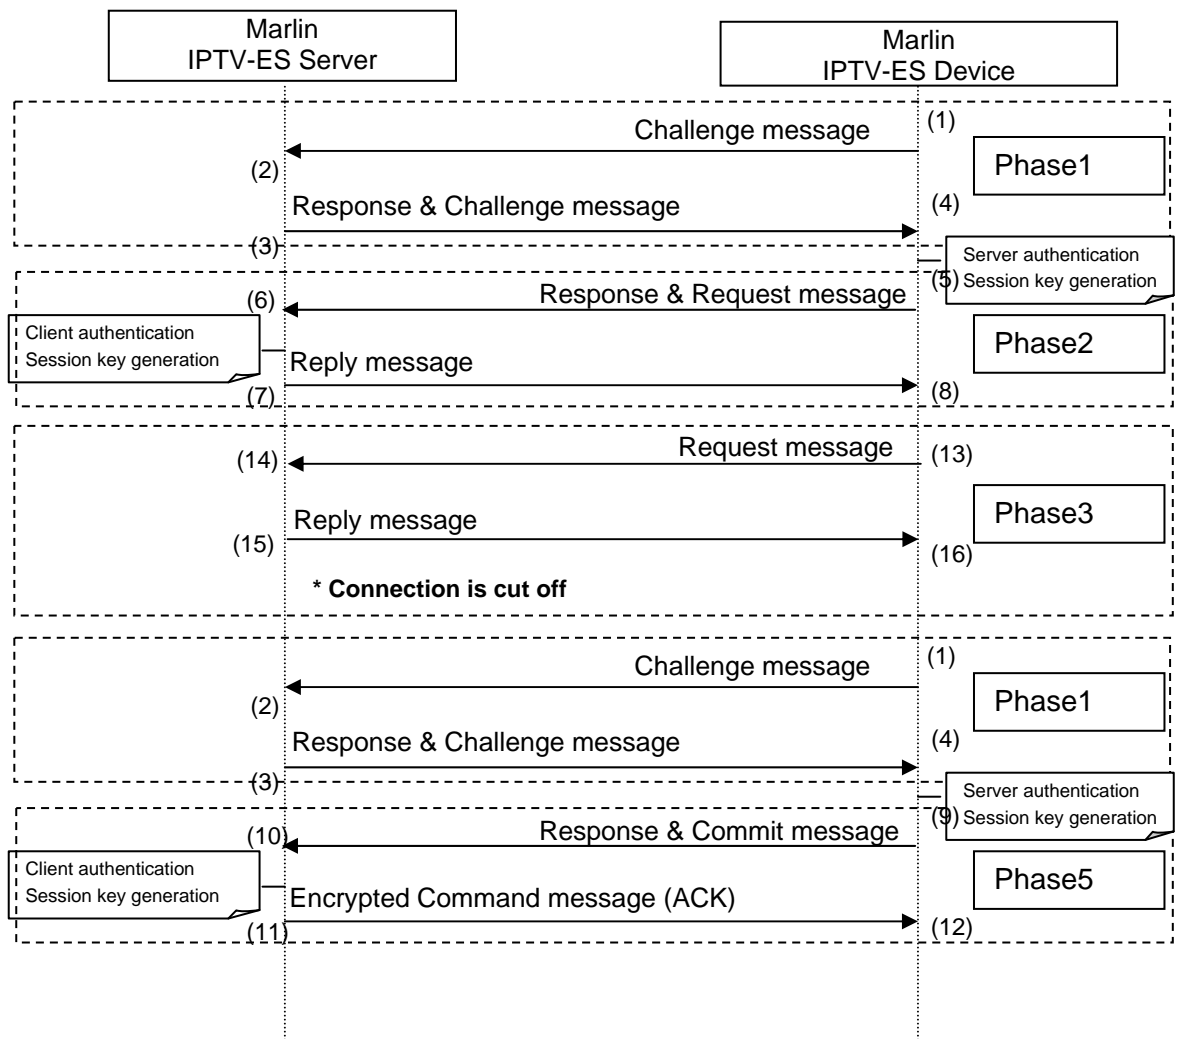 Marlin
IPTV-ES Server
Marlin
IPTV-ES Device
Challenge message
(1)
Phase1
(2)
Response & Challenge message
(4)
(3)
Server authentication
Session key generation
(5)
(6)
Response & Request message
Client authentication
Session key generation
Phase2
Reply message
(7)
(8)
Request message
(13)
(14)
Phase3
Reply message
(15)
(16)
* Connection is cut off
Challenge message
(1)
Phase1
(2)
Response & Challenge message
(4)
(3)
Server authentication
Session key generation
(9)
(10)
Response & Commit message
Client authentication
Session key generation
Phase5
Encrypted Command message (ACK)
(11)
(12)